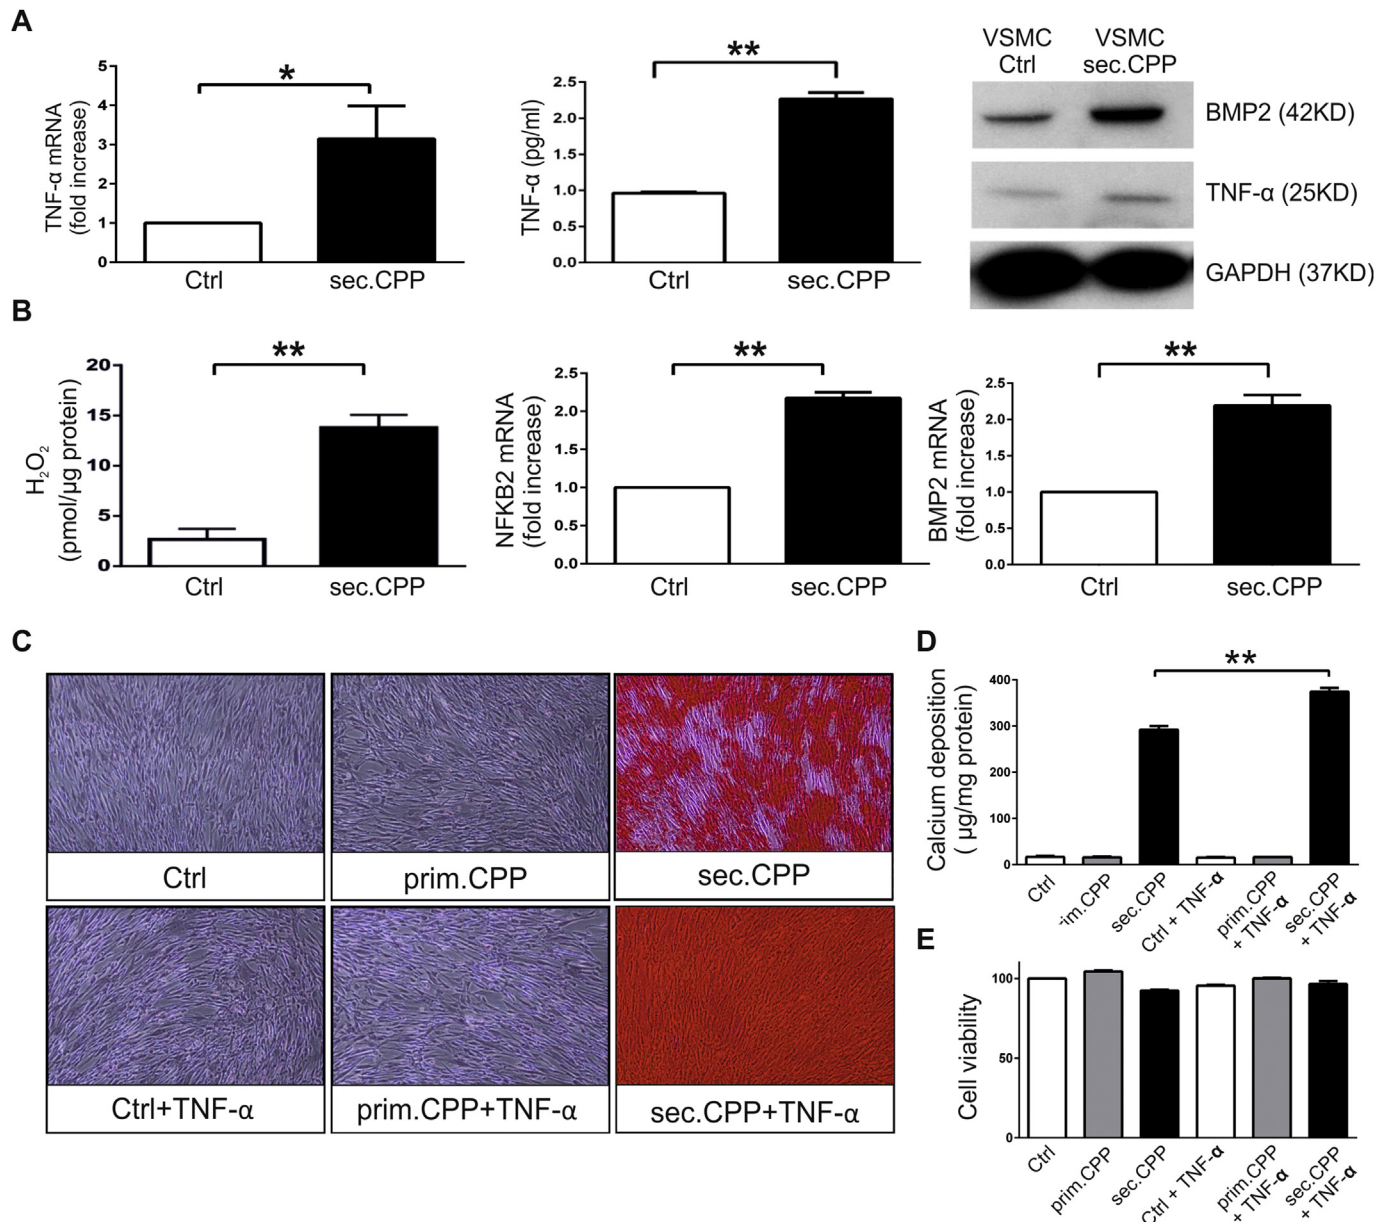 A
TNF-α mRNA
(fold increase)
5
4
3
2
1
0
*
Ctrl
sec.CPP
TNF-α (pg/ml)
2.5
2.0
1.5
1.0
0.5
0.0
**
Ctrl
sec.CPP
VSMC
Ctrl
VSMC
sec.CPP
BMP2 (42KD)
TNF-α (25KD)
GAPDH (37KD)
B
H₂O₂
(pmol/µg protein)
20
15
10
5
0
**
Ctrl
sec.CPP
NFKB2 mRNA
(fold increase)
2.5
2.0
1.5
1.0
0.5
0.0
**
Ctrl
sec.CPP
BMP2 mRNA
(fold increase)
2.5
2.0
1.5
1.0
0.5
0.0
**
Ctrl
sec.CPP
C
Ctrl
prim.CPP
sec.CPP
Ctrl+TNF-α
prim.CPP+TNF-α
sec.CPP+TNF-α
D
Calcium deposition
( µg/mg protein)
400
300
200
100
0
**
Ctrl
rim.CPP
sec.CPP
Ctrl + TNF-α
prim.CPP
+ TNF-α
sec.CPP
+ TNF-α
E
Cell viability
100
50
0
Ctrl
prim.CPP
sec.CPP
Ctrl + TNF-α
prim.CPP
+ TNF-α
sec.CPP
+ TNF-α